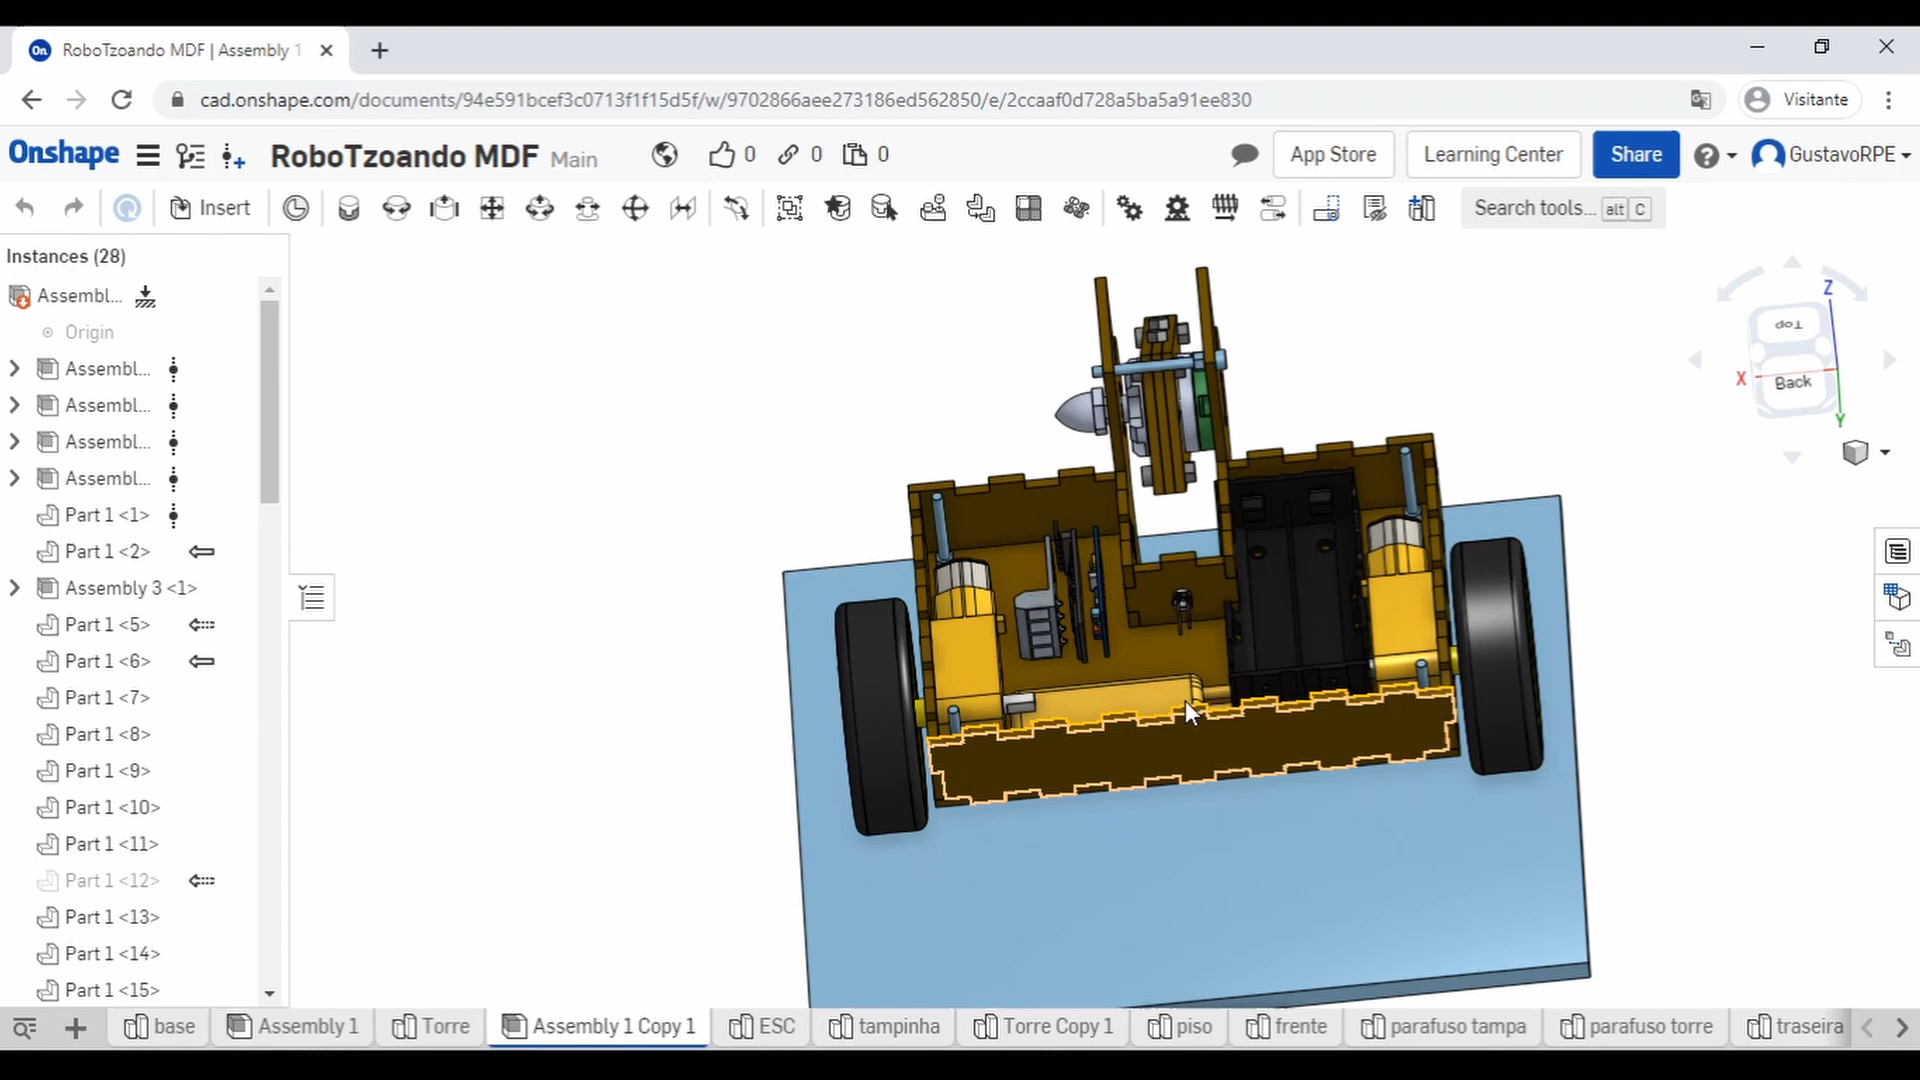 On RoboTzoando MDF | Assembly 1
cad.onshape.com/documents/94e591bcef3c0713f1f15d5f/w/9702866aee273186ed562850/e/2ccaaf0d728a5ba5a91ee830
Visitante
Onshape
RoboTzoando MDF Main
0
0
0
App Store
Learning Center
Share
GustavoRPE
Insert
Search tools... alt C
Instances (28)
Assembl...
Origin
Assembl...
Assembl...
Assembl...
Assembl...
Part 1 <1>
Part 1 <2>
Assembly 3 <1>
Part 1 <5>
Part 1 <6>
Part 1 <7>
Part 1 <8>
Part 1 <9>
Part 1 <10>
Part 1 <11>
Part 1 <12>
Part 1 <13>
Part 1 <14>
Part 1 <15>
Z
Top
X
Back
Y
base
Assembly 1
Torre
Assembly 1 Copy 1
ESC
tampinha
Torre Copy 1
piso
frente
parafuso tampa
parafuso torre
traseira